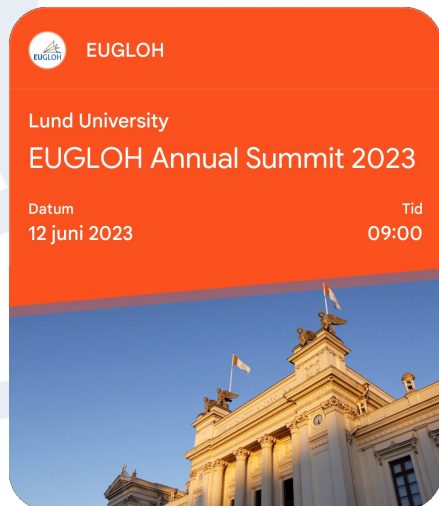 EUGLOH
EUGLOH
Lund University
EUGLOH Annual Summit 2023
Datum
Tid
12 juni 2023
09:00